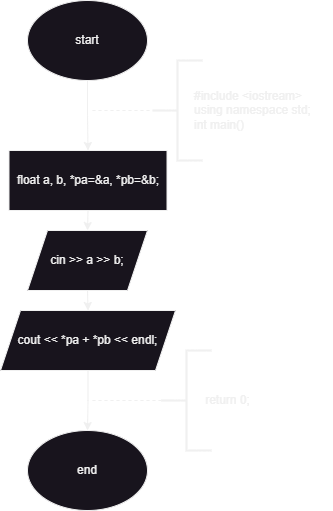 start
#include <iostream>
using namespace std;
int main()
float a, b, *pa=&a, *pb=&b;
cin >> a >> b;
cout << *pa + *pb << endl;
return 0;
end